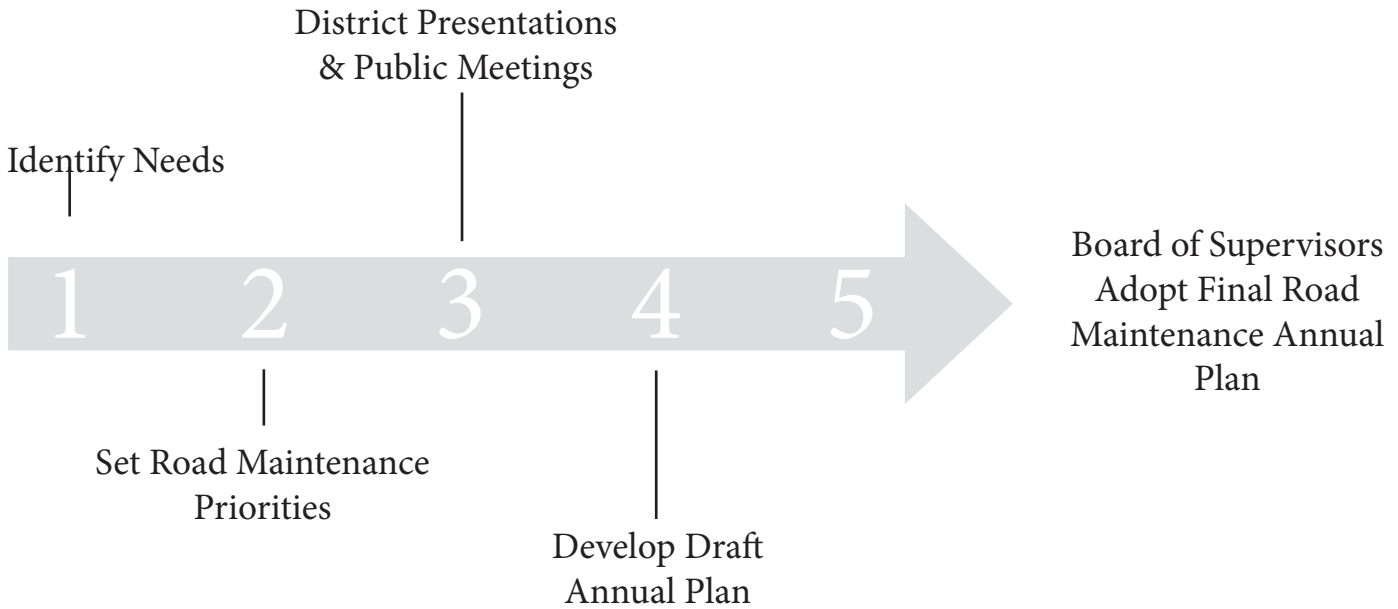 District Presentations
& Public Meetings
Identify Needs
1 2 3 4 5
Board of Supervisors
Adopt Final Road
Maintenance Annual
Plan
Set Road Maintenance
Priorities
Develop Draft
Annual Plan